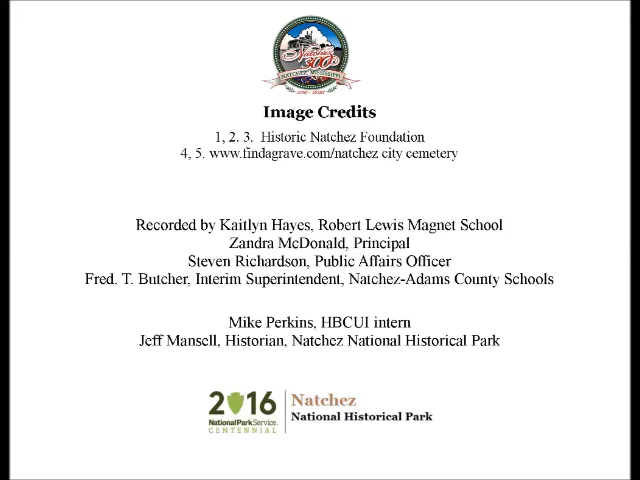 Natchez
300
NATCHEZ, MISSISSIPPI
1716 - 2016
Image Credits
1, 2. 3.  Historic Natchez Foundation
4, 5. www.findagrave.com/natchez city cemetery
Recorded by Kaitlyn Hayes, Robert Lewis Magnet School
Zandra McDonald, Principal
Steven Richardson, Public Affairs Officer
Fred. T. Butcher, Interim Superintendent, Natchez-Adams County Schools
Mike Perkins, HBCUI intern
Jeff Mansell, Historian, Natchez National Historical Park
2016
National Park Service
CENTENNIAL
Natchez
National Historical Park